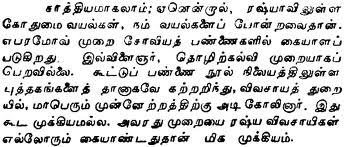 சாத்தியமாகலாம்; ஏனென்றால், ரஷ்யாவிலுள்ள
கோதுமை வயல்கள், நம் வயல்களைப் போன்றவைதான்.
எபரமோவ் முறை சோவியத் பண்ணைகளில் கையாளப்
படுகிறது. இவ்விளைஞர், தொழிற்கல்வி முறையாகப்
பெறவில்லை. கூட்டுப் பண்ணை நூல் நிலையத்திலுள்ள
புத்தகங்களைத் தானாகவே கற்றறிந்து, விவசாயத் துறை
யில், மாபெரும் முன்னேற்றத்திற்கு அடி கோலினார். இது
கூட முக்கியமல்ல. அவரது முறையை ரஷ்ய விவசாயிகள்
எல்லோரும் கையாண்டதுதான் மிக முக்கியம்.